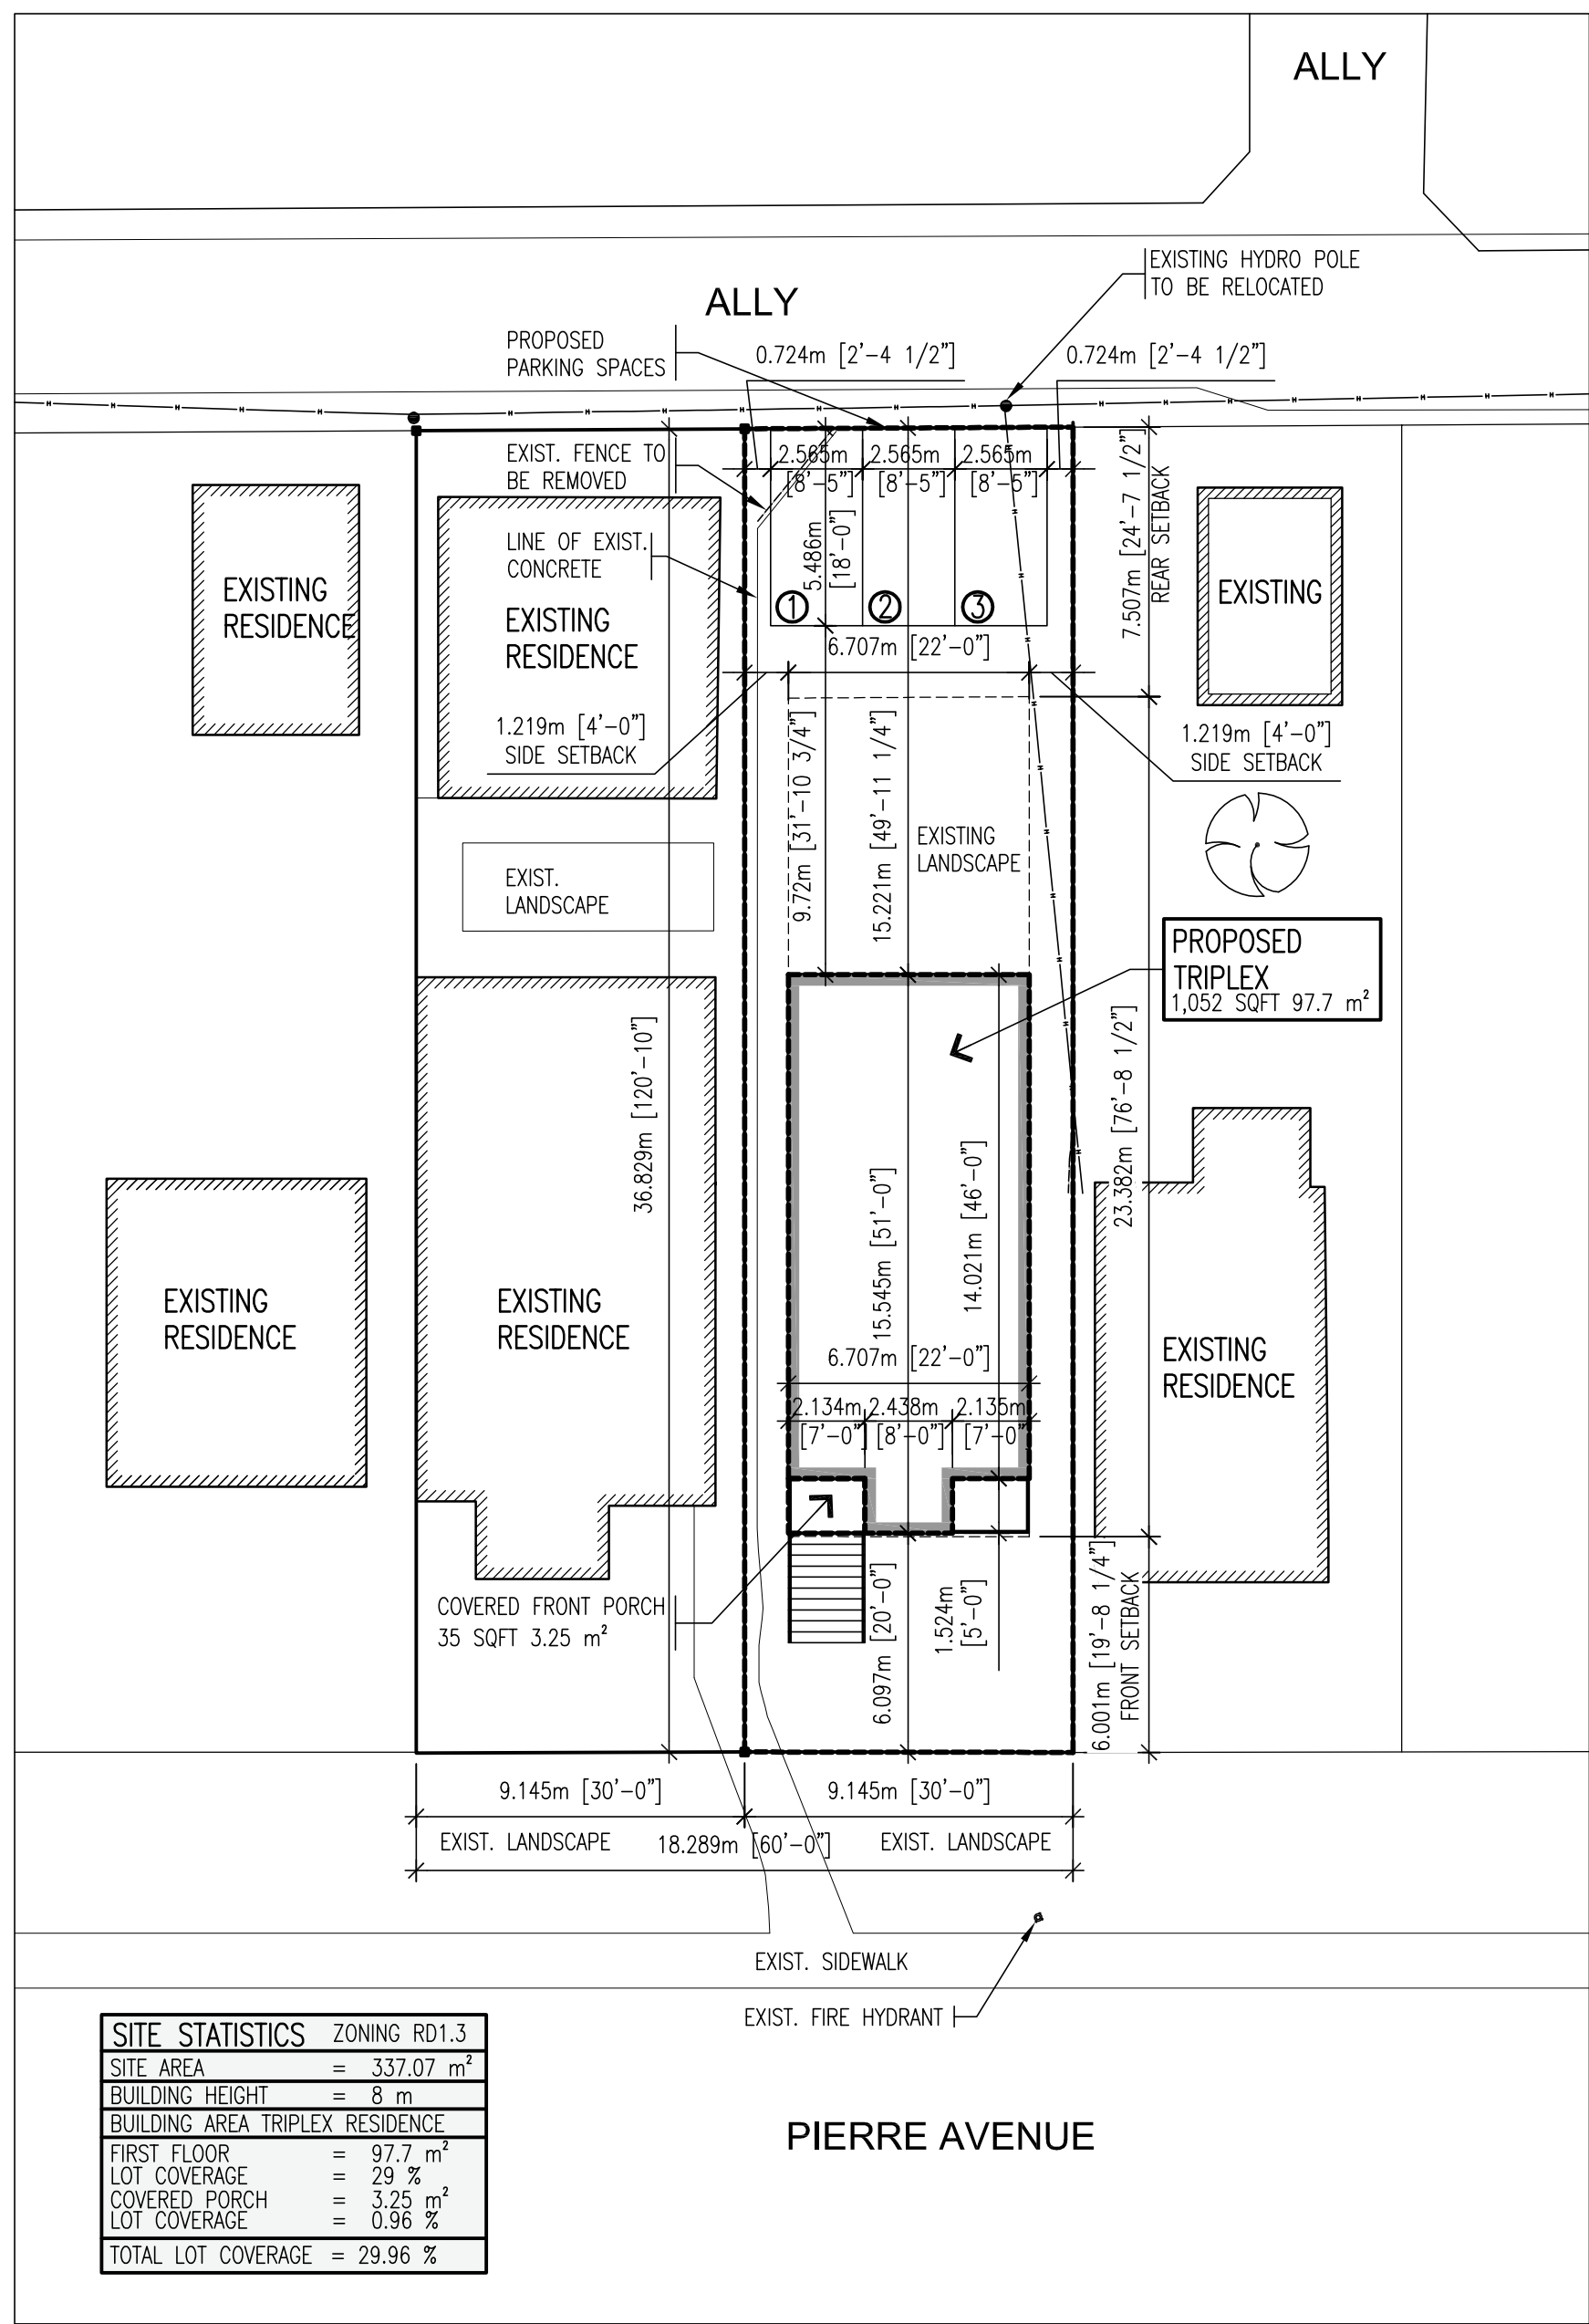 ALLY
EXISTING HYDRO POLE
TO BE RELOCATED
ALLY
PROPOSED
PARKING SPACES
0.724m [2'-4 1/2"]
0.724m [2'-4 1/2"]
EXIST. FENCE TO
BE REMOVED
2.565m
[8'-5"]
2.565m
[8'-5"]
2.565m
[8'-5"]
7.507m [24'-7 1/2"]
REAR SETBACK
LINE OF EXIST.
CONCRETE
5.486m
[18'-0"]
EXISTING
RESIDENCE
EXISTING
RESIDENCE
1
2
3
EXISTING
6.707m [22'-0"]
1.219m [4'-0"]
SIDE SETBACK
1.219m [4'-0"]
SIDE SETBACK
9.72m [31'-10 3/4"]
15.221m [49'-11 1/4"]
EXISTING
LANDSCAPE
EXIST.
LANDSCAPE
PROPOSED
TRIPLEX
1,052 SQFT 97.7 m²
36.829m [120'-10"]
23.382m [76'-8 1/2"]
15.545m [51'-0"]
14.021m [46'-0"]
EXISTING
RESIDENCE
EXISTING
RESIDENCE
EXISTING
RESIDENCE
6.707m [22'-0"]
2.134m
[7'-0"]
2.438m
[8'-0"]
2.135m
[7'-0"
COVERED FRONT PORCH
35 SQFT 3.25 m²
6.097m [20'-0"]
1.524m
[5'-0"]
6.001m [19'-8 1/4"]
FRONT SETBACK
9.145m [30'-0"]
9.145m [30'-0"]
EXIST. LANDSCAPE
18.289m [60'-0"]
EXIST. LANDSCAPE
EXIST. SIDEWALK
EXIST. FIRE HYDRANT
PIERRE AVENUE
SITE STATISTICS ZONING RD1.3
SITE AREA = 337.07 m²
BUILDING HEIGHT = 8 m
BUILDING AREA TRIPLEX RESIDENCE
FIRST FLOOR = 97.7 m²
LOT COVERAGE = 29 %
COVERED PORCH = 3.25 m²
LOT COVERAGE = 0.96 %
TOTAL LOT COVERAGE = 29.96 %